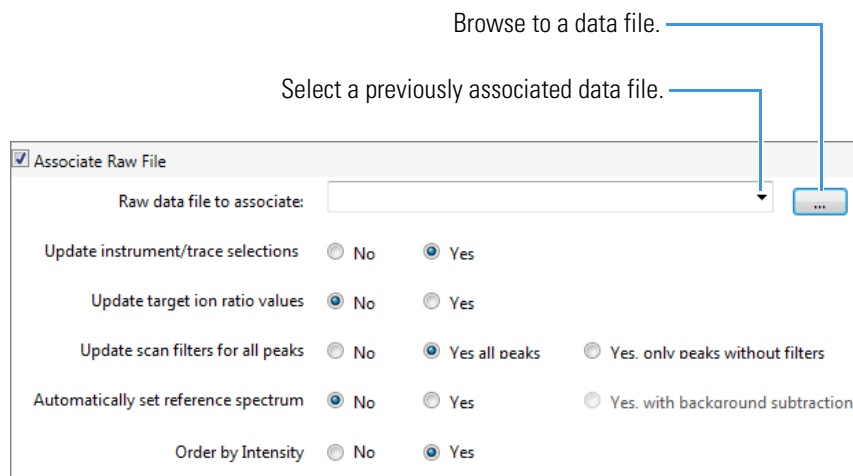 Browse to a data file.
Select a previously associated data file.
Associate Raw File
Raw data file to associate: ...
Update instrument/trace selections No Yes
Update target ion ratio values No Yes
Update scan filters for all peaks No Yes all peaks Yes, only peaks without filters
Automatically set reference spectrum No Yes Yes, with background subtraction
Order by Intensity No Yes